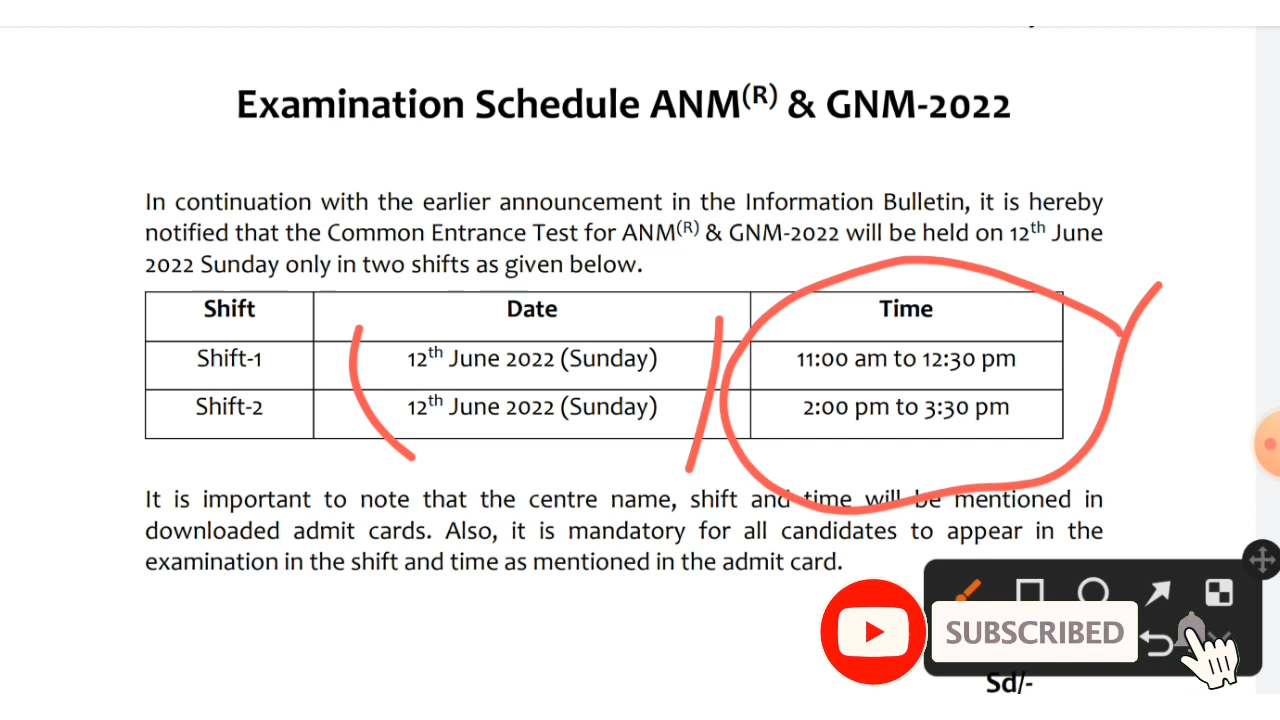 Examination Schedule ANM(R) & GNM-2022
In continuation with the earlier announcement in the Information Bulletin, it is hereby
notified that the Common Entrance Test for ANM(R) & GNM-2022 will be held on 12th June
2022 Sunday only in two shifts as given below.
Shift Date Time
Shift-1 12th June 2022 (Sunday) 11:00 am to 12:30 pm
Shift-2 12th June 2022 (Sunday) 2:00 pm to 3:30 pm
It is important to note that the centre name, shift and time will be mentioned in
downloaded admit cards. Also, it is mandatory for all candidates to appear in the
examination in the shift and time as mentioned in the admit card.
SUBSCRIBED
Sd/-